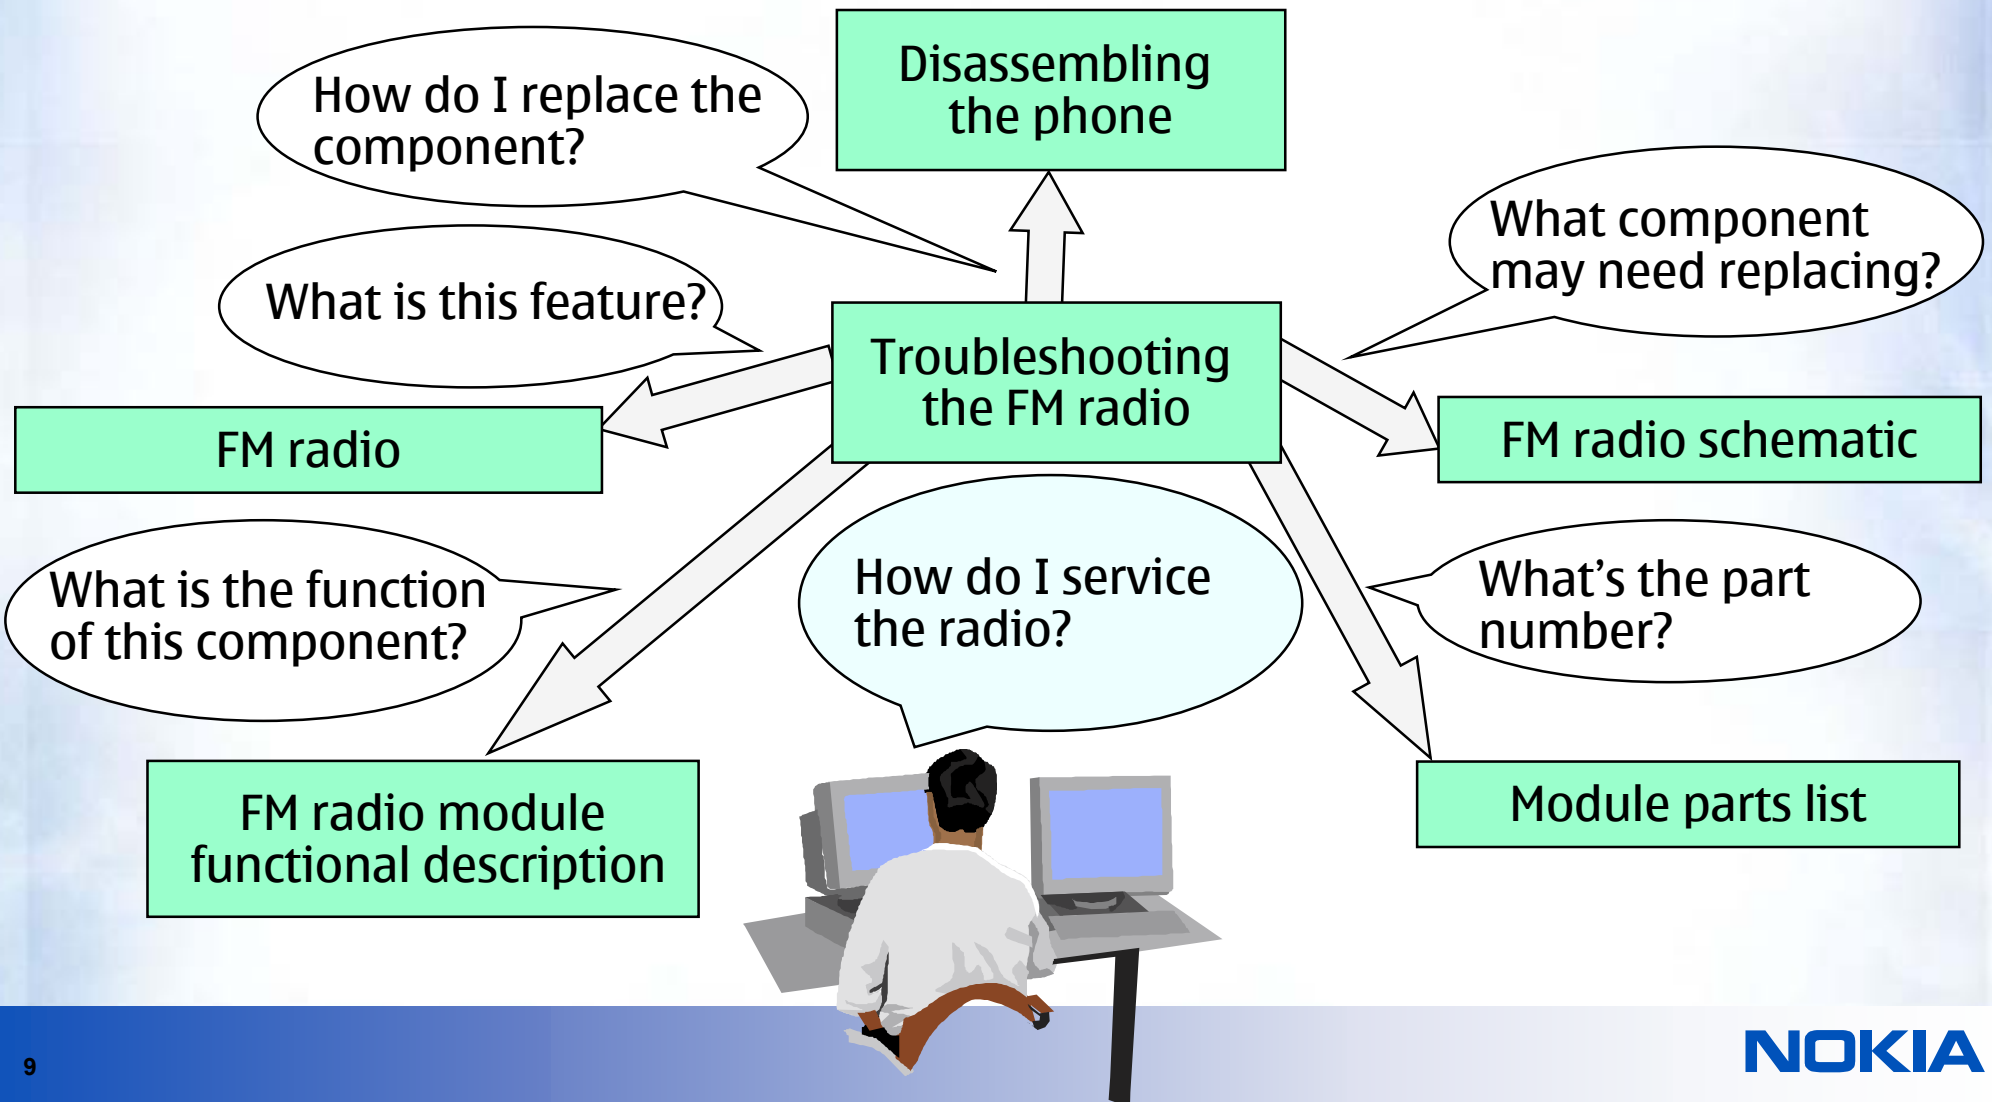 Disassembling
the phone
How do I replace the
component?
What component
may need replacing?
What is this feature?
Troubleshooting
the FM radio
FM radio
FM radio schematic
What is the function
of this component?
How do I service
the radio?
What’s the part
number?
FM radio module
functional description
Module parts list
9
NOKIA